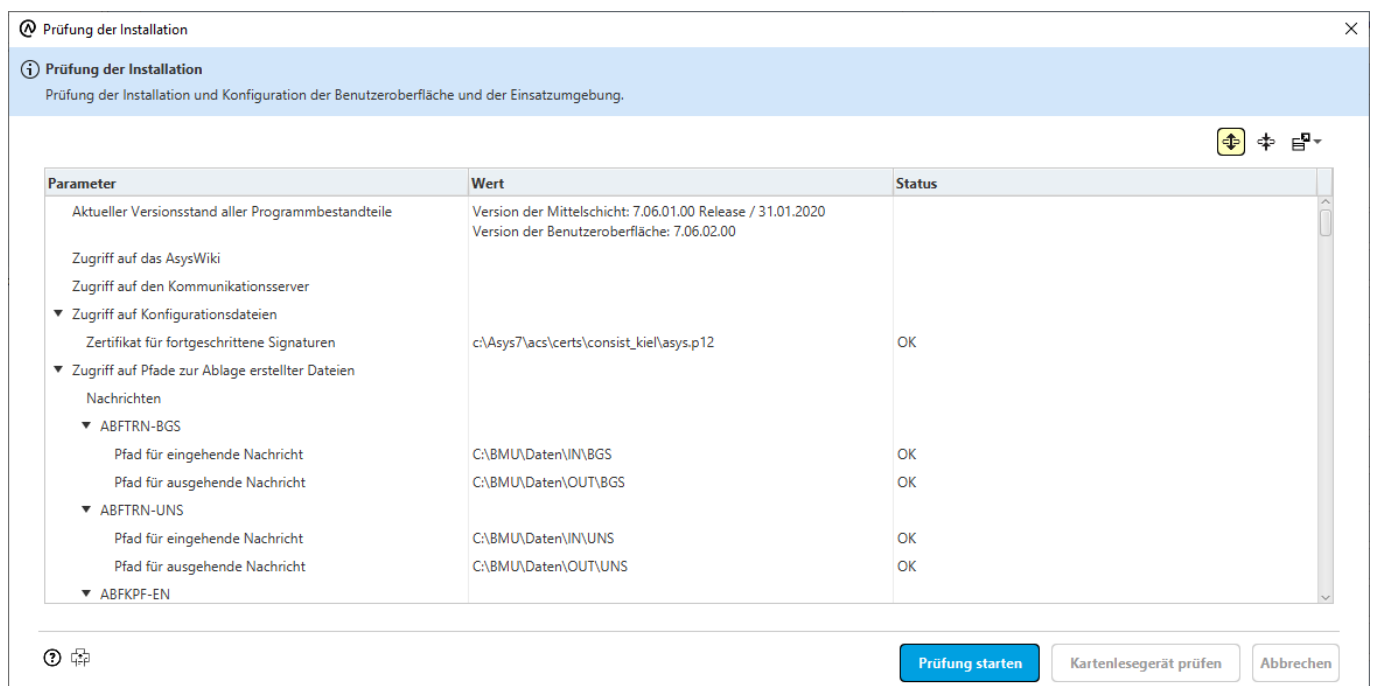 Prüfung der Installation
Prüfung der Installation
Prüfung der Installation und Konfiguration der Benutzeroberfläche und der Einsatzumgebung.
Parameter Wert Status
Aktueller Versionsstand aller Programmbestandteile Version der Mittelschicht: 7.06.01.00 Release / 31.01.2020
Version der Benutzeroberfläche: 7.06.02.00
Zugriff auf das AsysWiki
Zugriff auf den Kommunikationsserver
Zugriff auf Konfigurationsdateien
Zertifikat für fortgeschrittene Signaturen c:\Asys7\acs\certs\consist_kiel\asys.p12 OK
Zugriff auf Pfade zur Ablage erstellter Dateien
Nachrichten
ABFTRN-BGS
Pfad für eingehende Nachricht C:\BMU\Daten\IN\BGS OK
Pfad für ausgehende Nachricht C:\BMU\Daten\OUT\BGS OK
ABFTRN-UNS
Pfad für eingehende Nachricht C:\BMU\Daten\IN\UNS OK
Pfad für ausgehende Nachricht C:\BMU\Daten\OUT\UNS OK
ABFKPF-EN
Prüfung starten Kartenlesegerät prüfen Abbrechen